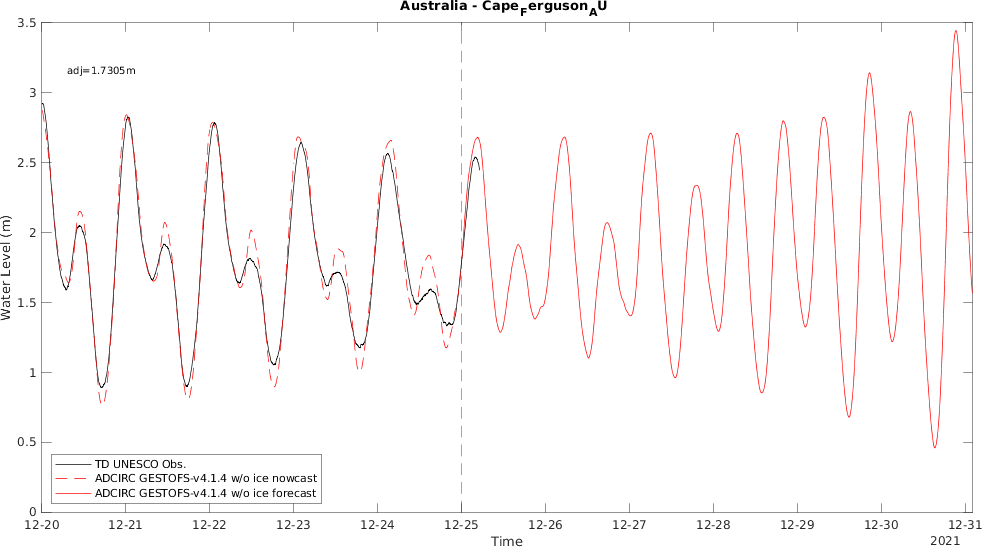 Australia - Cape_Ferguson_AU
adj=1.7305m
Water Level (m)
3.5
3
2.5
2
1.5
1
0.5
0
TD UNESCO Obs.
ADCIRC GESTOFS-v4.1.4 w/o ice nowcast
ADCIRC GESTOFS-v4.1.4 w/o ice forecast
12-20 12-21 12-22 12-23 12-24 12-25 12-26 12-27 12-28 12-29 12-30 12-31
Time
2021